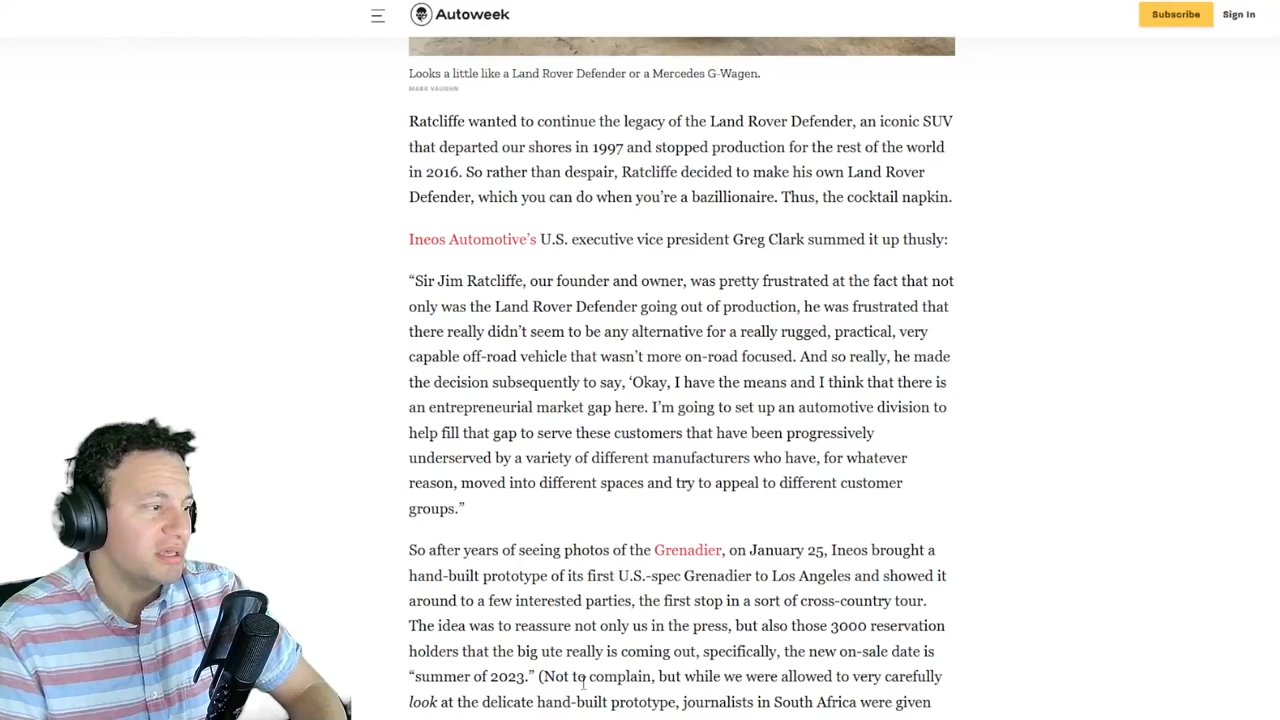 Autoweek
Subscribe
Sign In
Looks a little like a Land Rover Defender or a Mercedes G-Wagen.
MARK VAUGHN
Ratcliffe wanted to continue the legacy of the Land Rover Defender, an iconic SUV
that departed our shores in 1997 and stopped production for the rest of the world
in 2016. So rather than despair, Ratcliffe decided to make his own Land Rover
Defender, which you can do when you’re a bazillionaire. Thus, the cocktail napkin.
Ineos Automotive’s U.S. executive vice president Greg Clark summed it up thusly:
“Sir Jim Ratcliffe, our founder and owner, was pretty frustrated at the fact that not
only was the Land Rover Defender going out of production, he was frustrated that
there really didn’t seem to be any alternative for a really rugged, practical, very
capable off-road vehicle that wasn’t more on-road focused. And so really, he made
the decision subsequently to say, ‘Okay, I have the means and I think that there is
an entrepreneurial market gap here. I’m going to set up an automotive division to
help fill that gap to serve these customers that have been progressively
underserved by a variety of different manufacturers who have, for whatever
reason, moved into different spaces and try to appeal to different customer
groups.”
So after years of seeing photos of the Grenadier, on January 25, Ineos brought a
hand-built prototype of its first U.S.-spec Grenadier to Los Angeles and showed it
around to a few interested parties, the first stop in a sort of cross-country tour.
The idea was to reassure not only us in the press, but also those 3000 reservation
holders that the big ute really is coming out, specifically, the new on-sale date is
“summer of 2023.” (Not to complain, but while we were allowed to very carefully
look at the delicate hand-built prototype, journalists in South Africa were given